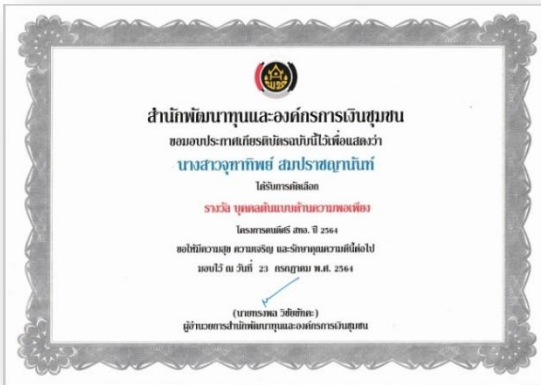 สำนักพัฒนาทุนและองค์กรการเงินชุมชน
ขอมอบประกาศเกียรติบัตรฉบับนี้ไว้เพื่อแสดงว่า
นางสาวจุฑาทิพย์ สมปราชญานันท์
ได้รับการคัดเลือก
รางวัล บุคคลต้นแบบด้านความพอเพียง
โครงการคนดีศรี สทอ. ปี 2564
ขอให้มีความสุข ความเจริญ และรักษาคุณความดีนี้ต่อไป
มอบไว้ ณ วันที่ 23 กรกฎาคม พ.ศ. 2564
(นายทรงพล วิชัยขัทคะ)
ผู้อำนวยการสำนักพัฒนาทุนและองค์กรการเงินชุมชน